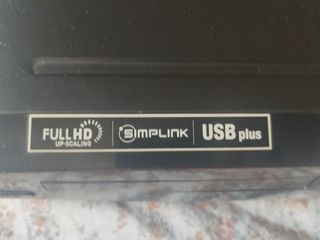 FULL HD
UP-SCALING
SIMPLINK
USB plus